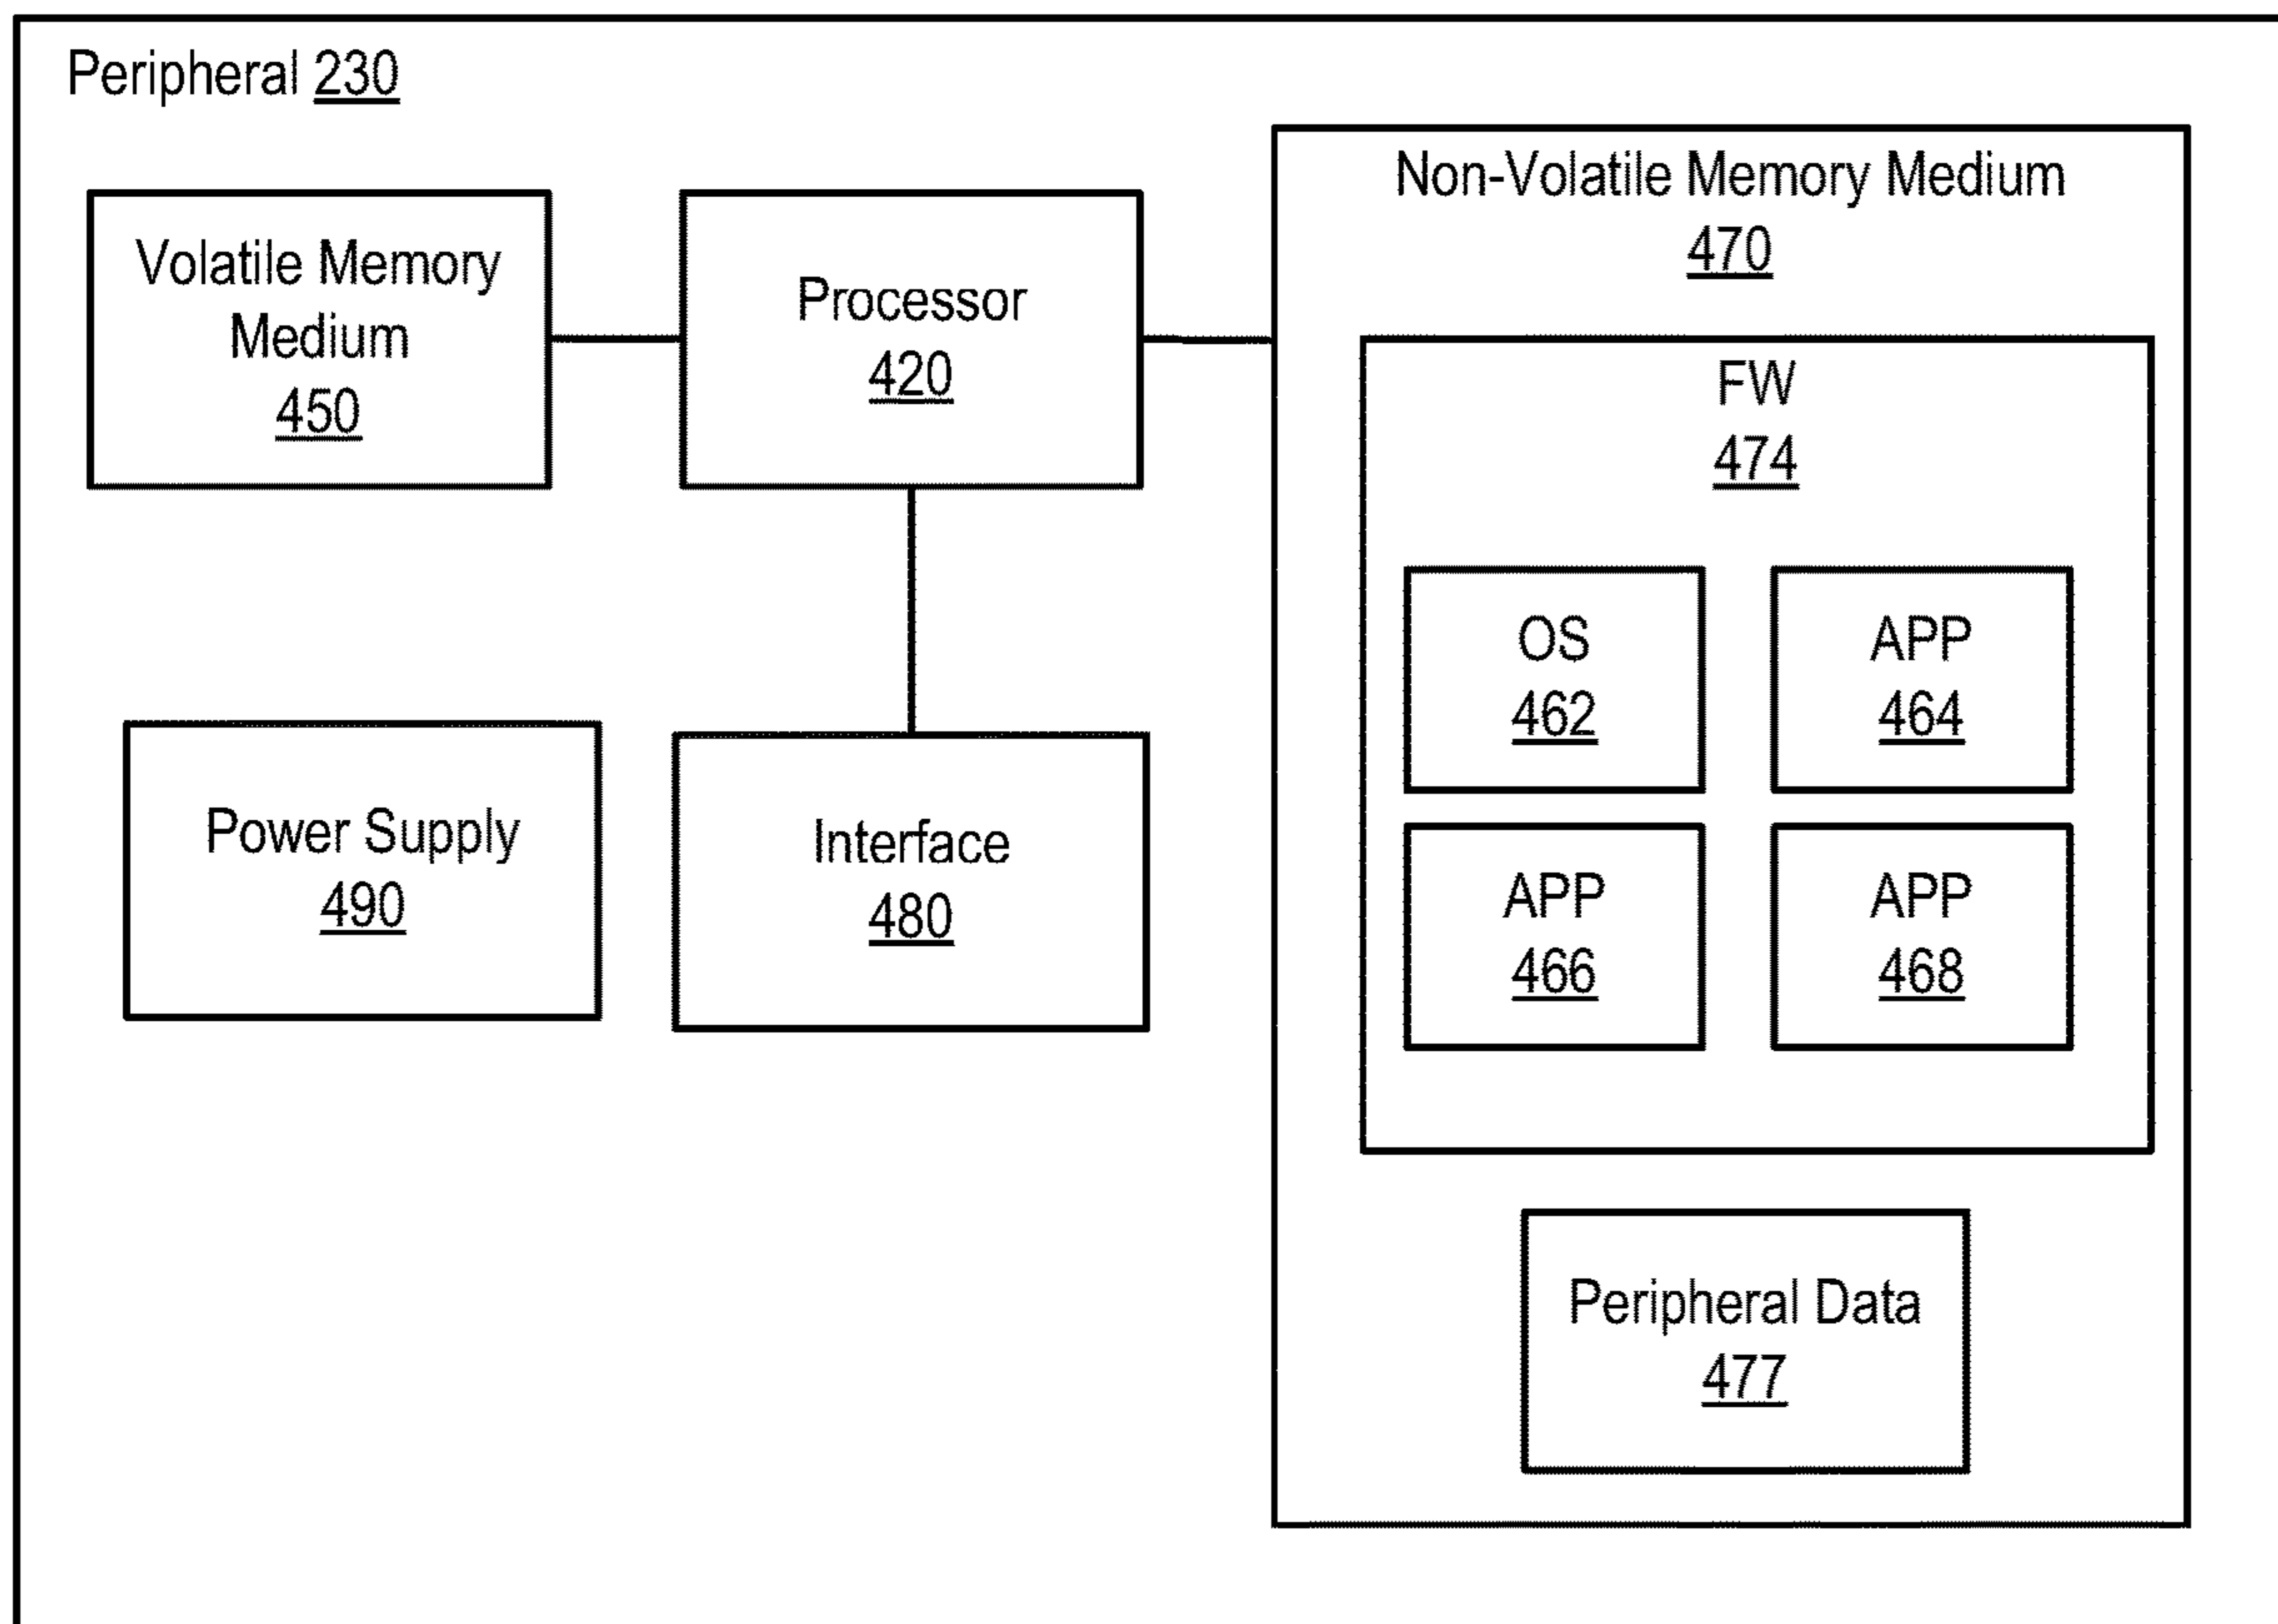 Peripheral 230
Volatile Memory
Medium
450
Processor
420
Non-Volatile Memory Medium
470
FW
474
OS
462
APP
464
APP
466
APP
468
Power Supply
490
Interface
480
Peripheral Data
477